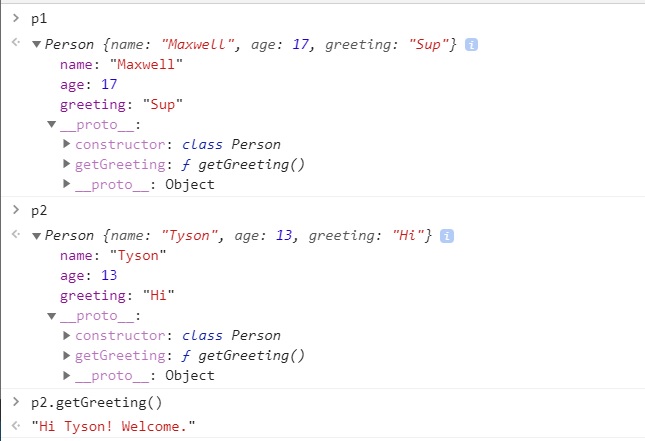 > p1
Person {name: "Maxwell", age: 17, greeting: "Sup"} i
name: "Maxwell"
age: 17
greeting: "Sup"
__proto__:
constructor: class Person
getGreeting: ƒ getGreeting()
__proto__: Object
> p2
Person {name: "Tyson", age: 13, greeting: "Hi"} i
name: "Tyson"
age: 13
greeting: "Hi"
__proto__:
constructor: class Person
getGreeting: ƒ getGreeting()
__proto__: Object
> p2.getGreeting()
"Hi Tyson! Welcome."